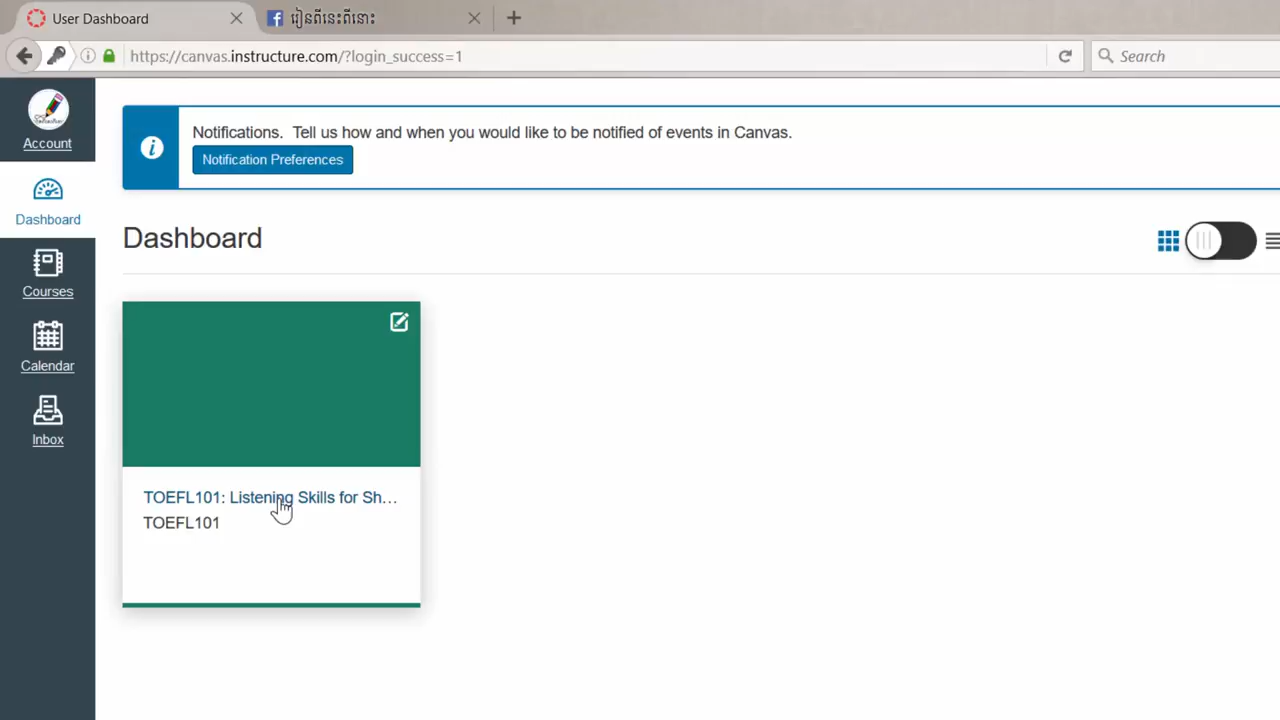 User Dashboard
រៀនពីនេះពីនោះ
https://canvas.instructure.com/?login_success=1
Search
Account
Notifications. Tell us how and when you would like to be notified of events in Canvas.
Notification Preferences
Dashboard
Dashboard
Courses
Calendar
Inbox
TOEFL101: Listening Skills for Sh...
TOEFL101